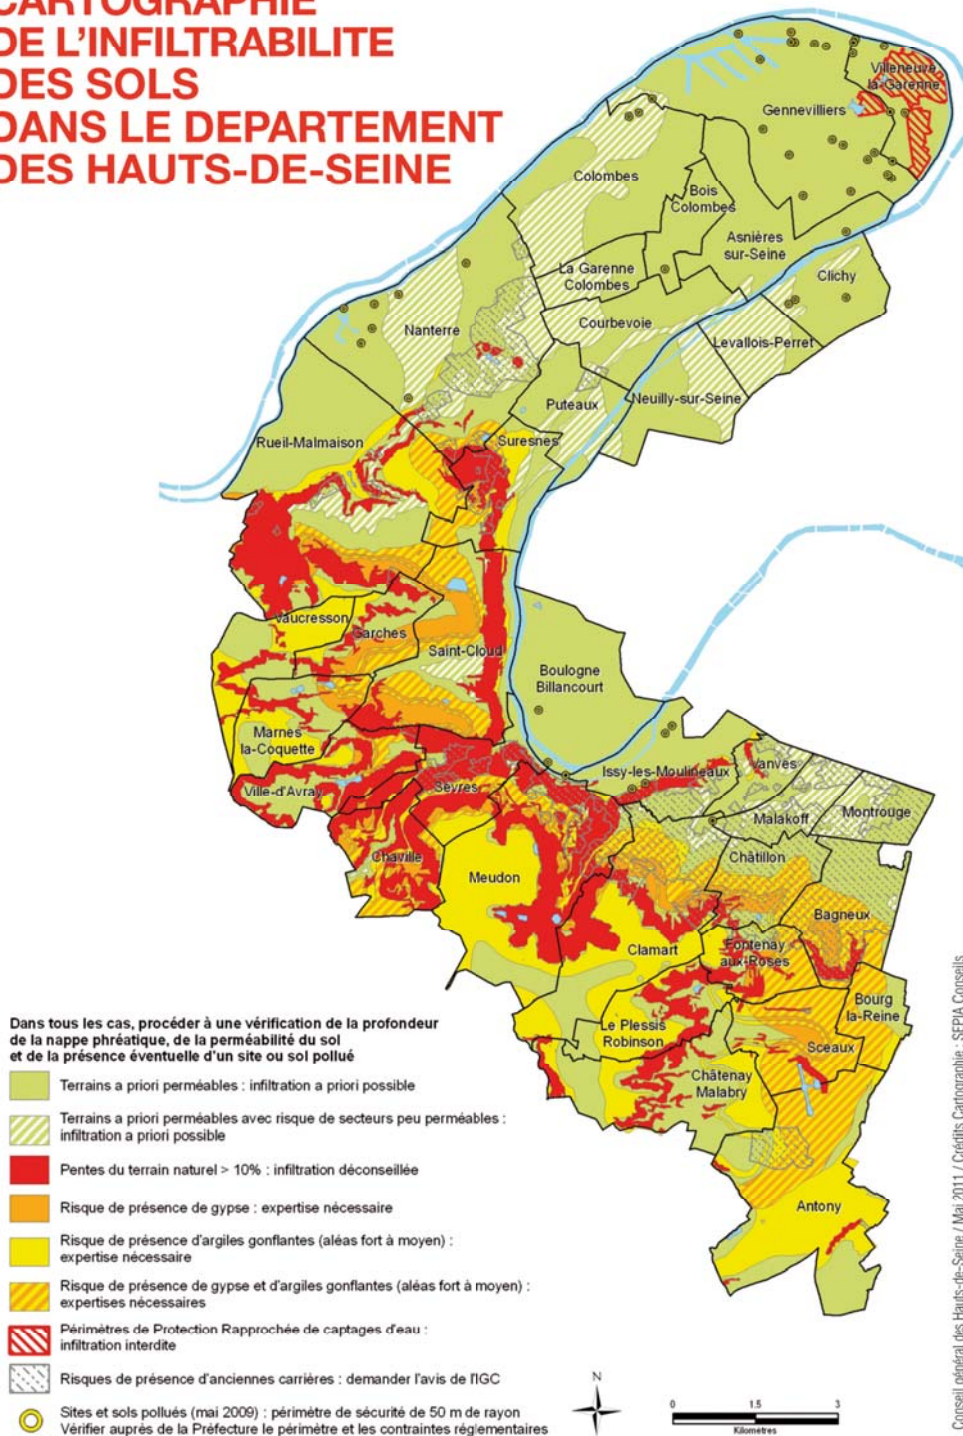 CARTOGRAPHIE
DE L'INFILTRABILITE
DES SOLS
DANS LE DEPARTEMENT
DES HAUTS-DE-SEINE
Villeneuve
la-Garenne
Gennevilliers
Colombes
Bois
Colombes
Asnières
sur-Seine
La Garenne
Colombes
Clichy
Courbevoie
Nanterre
Levallois-Perret
Puteaux
Neuilly-sur-Seine
Rueil-Malmaison
Suresnes
Vaucresson
Garches
Saint-Cloud
Boulogne
Billancourt
Marnes
la-Coquette
Ville-d'Avray
Sèvres
Issy-les-Moulineaux
Vanves
Malakoff
Montrouge
Chaville
Meudon
Châtillon
Bagneux
Clamart
Fontenay
aux-Roses
Bourg
la-Reine
Le Plessis
Robinson
Sceaux
Châtenay
Malabry
Antony
Dans tous les cas, procéder à une vérification de la profondeur
de la nappe phréatique, de la perméabilité du sol
et de la présence éventuelle d'un site ou sol pollué
Terrains a priori perméables : infiltration a priori possible
Terrains a priori perméables avec risque de secteurs peu perméables :
infiltration a priori possible
Pentes du terrain naturel > 10% : infiltration déconseillée
Risque de présence de gypse : expertise nécessaire
Risque de présence d'argiles gonflantes (aléas fort à moyen) :
expertise nécessaire
Risque de présence de gypse et d'argiles gonflantes (aléas fort à moyen) :
expertises nécessaires
Périmètres de Protection Rapprochée de captages d'eau :
infiltration interdite
Risques de présence d'anciennes carrières : demander l'avis de l'IGC
Sites et sols pollués (mai 2009) : périmètre de sécurité de 50 m de rayon
Vérifier auprès de la Préfecture le périmètre et les contraintes réglementaires
N
0 1,5 3
Kilomètres
Conseil général des Hauts-de-Seine / Mai 2011 / Crédits Cartographie : SEPIA Conseils